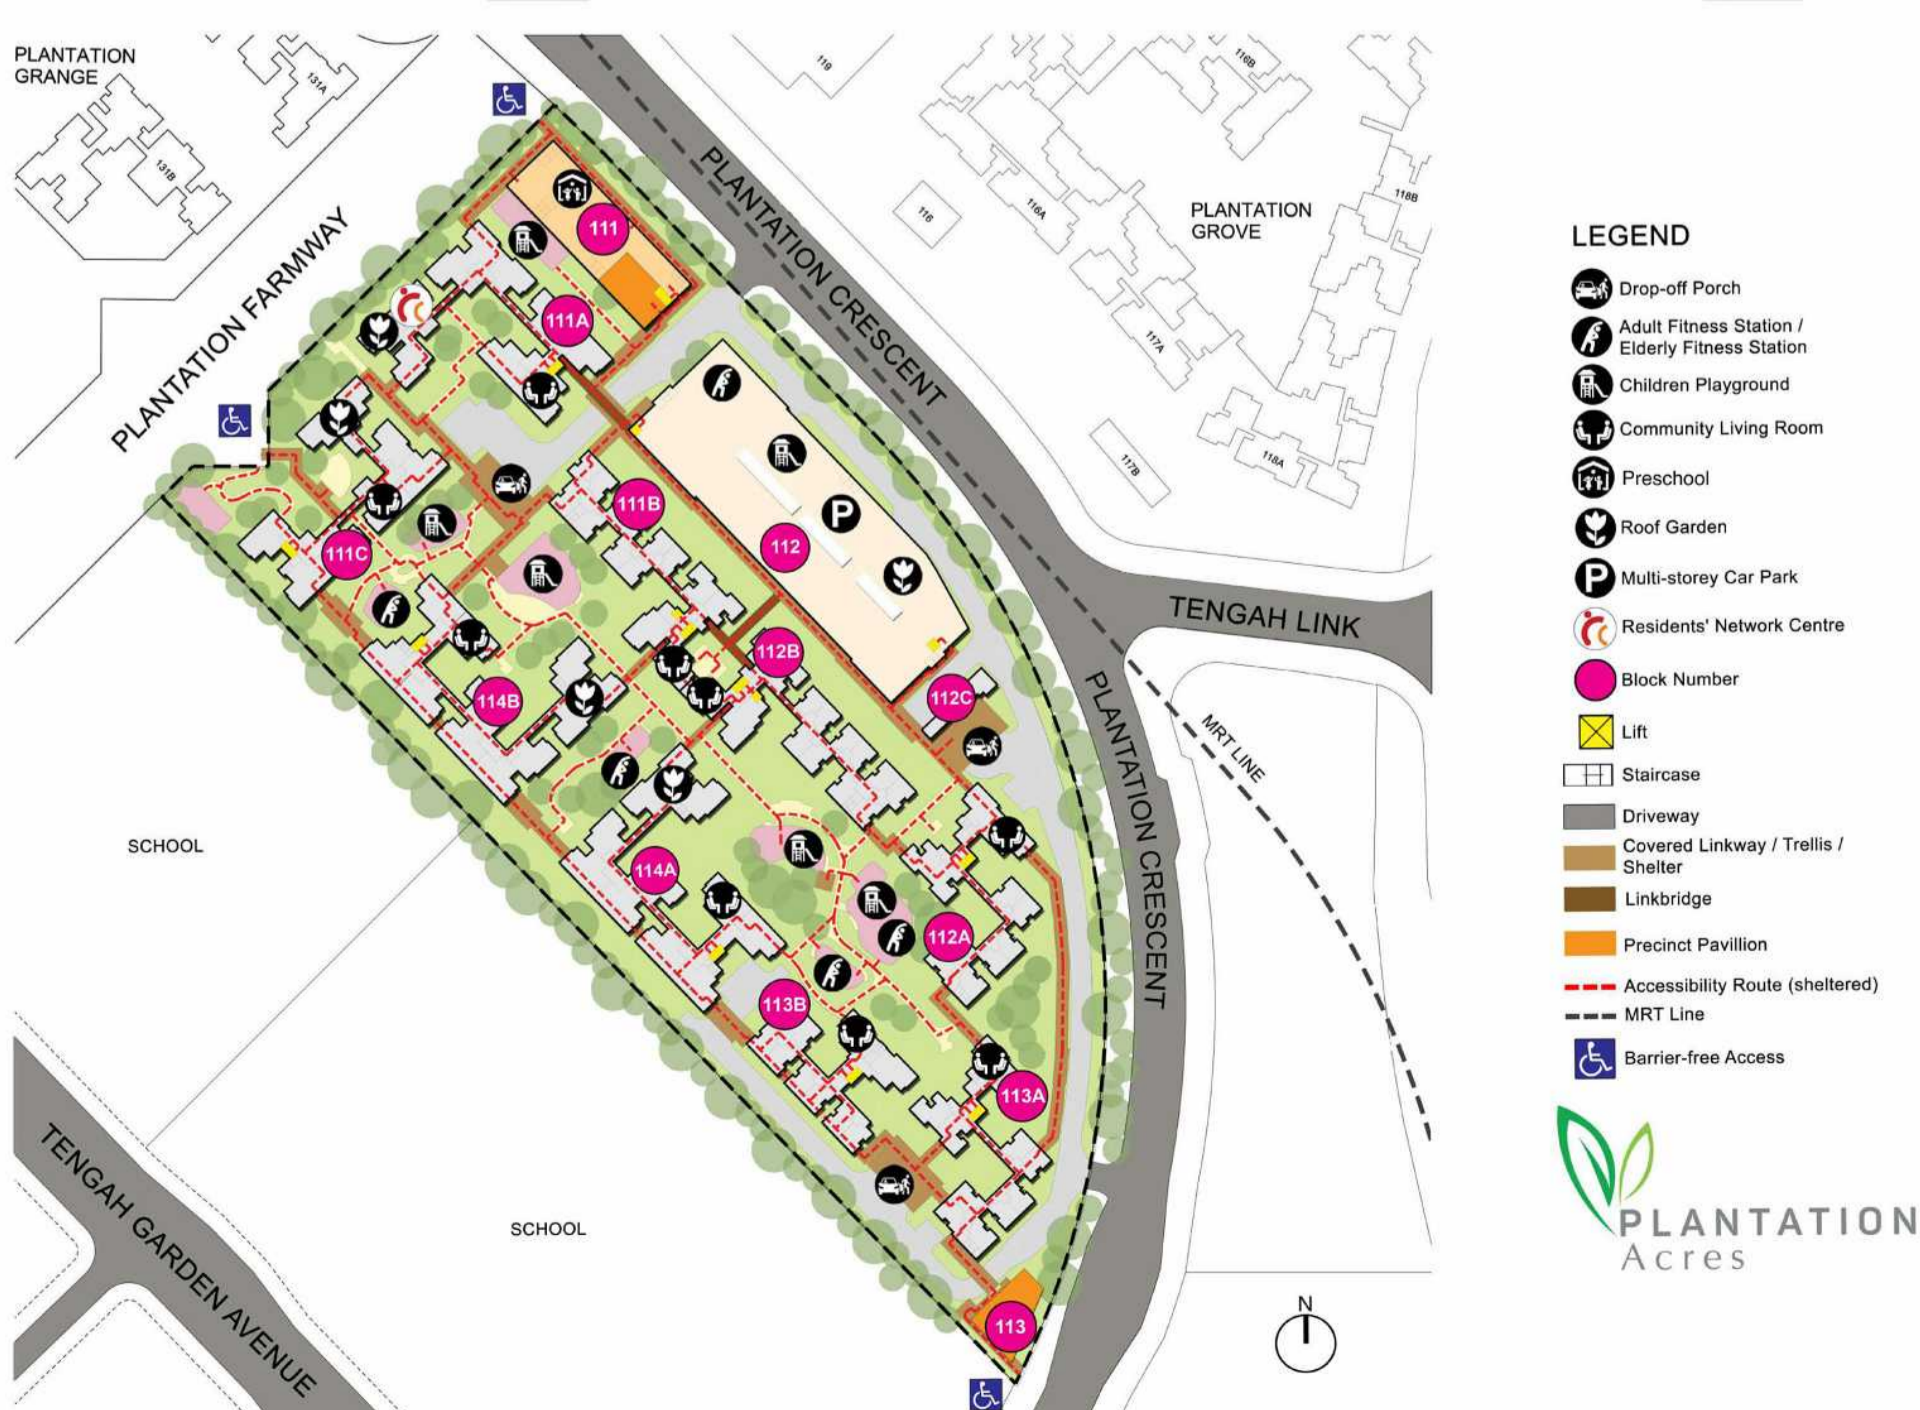 PLANTATION
GRANGE
131A
131B
119
116B
118B
116
116A
PLANTATION
GROVE
117A
117B
118A
PLANTATION FARMWAY
PLANTATION CRESCENT
TENGAH LINK
PLANTATION CRESCENT
MRT LINE
111
111A
111B
111C
112
112B
112C
P
114B
114A
112A
113B
113A
113
SCHOOL
SCHOOL
TENGAH GARDEN AVENUE
N
LEGEND
Drop-off Porch
Adult Fitness Station /
Elderly Fitness Station
Children Playground
Community Living Room
Preschool
Roof Garden
P Multi-storey Car Park
Residents' Network Centre
Block Number
Lift
Staircase
Driveway
Covered Linkway / Trellis /
Shelter
Linkbridge
Precinct Pavillion
Accessibility Route (sheltered)
MRT Line
Barrier-free Access
PLANTATION
Acres